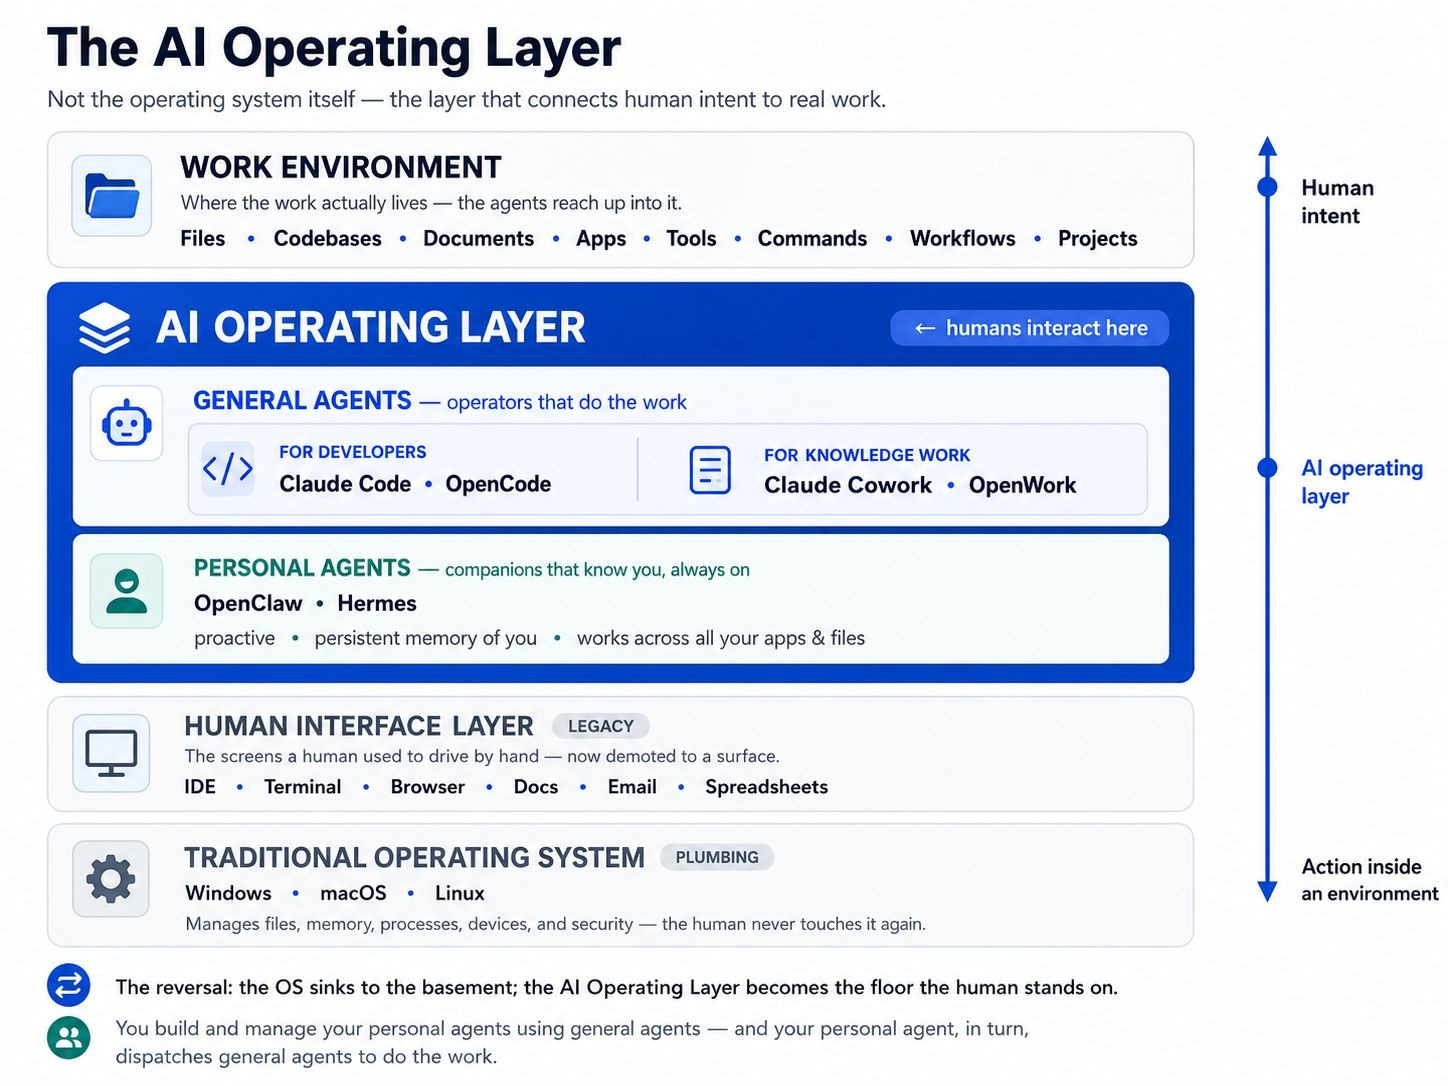 The AI Operating Layer
Not the operating system itself — the layer that connects human intent to real work.
WORK ENVIRONMENT
Where the work actually lives — the agents reach up into it.
Files • Codebases • Documents • Apps • Tools • Commands • Workflows • Projects
Human
intent
AI OPERATING LAYER
← humans interact here
GENERAL AGENTS — operators that do the work
FOR DEVELOPERS
Claude Code • OpenCode
FOR KNOWLEDGE WORK
Claude Cowork • OpenWork
AI operating
layer
PERSONAL AGENTS — companions that know you, always on
OpenClaw • Hermes
proactive • persistent memory of you • works across all your apps & files
HUMAN INTERFACE LAYER LEGACY
The screens a human used to drive by hand — now demoted to a surface.
IDE • Terminal • Browser • Docs • Email • Spreadsheets
TRADITIONAL OPERATING SYSTEM PLUMBING
Windows • macOS • Linux
Manages files, memory, processes, devices, and security — the human never touches it again.
Action inside
an environment
The reversal: the OS sinks to the basement; the AI Operating Layer becomes the floor the human stands on.
You build and manage your personal agents using general agents — and your personal agent, in turn,
dispatches general agents to do the work.